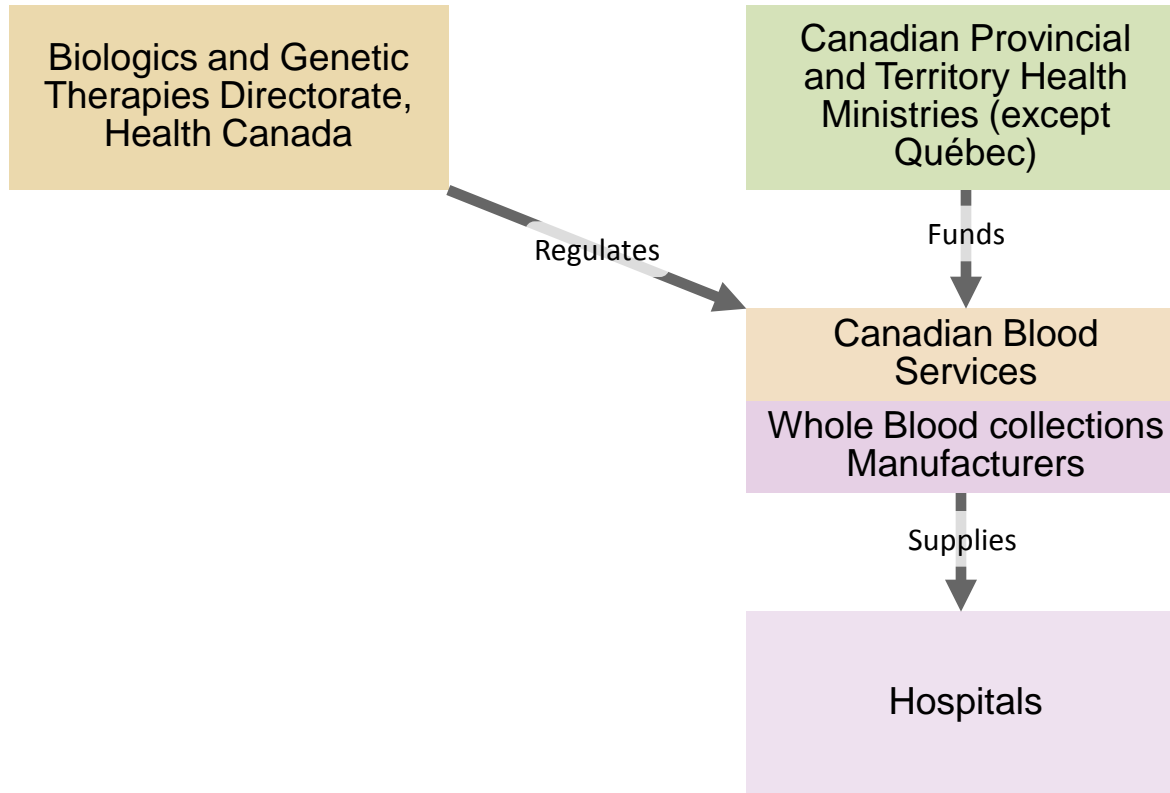 Biologics and Genetic
Therapies Directorate,
Health Canada
Canadian Provincial
and Territory Health
Ministries (except
Québec)
Regulates
Funds
Canadian Blood
Services
Whole Blood collections
Manufacturers
Supplies
Hospitals